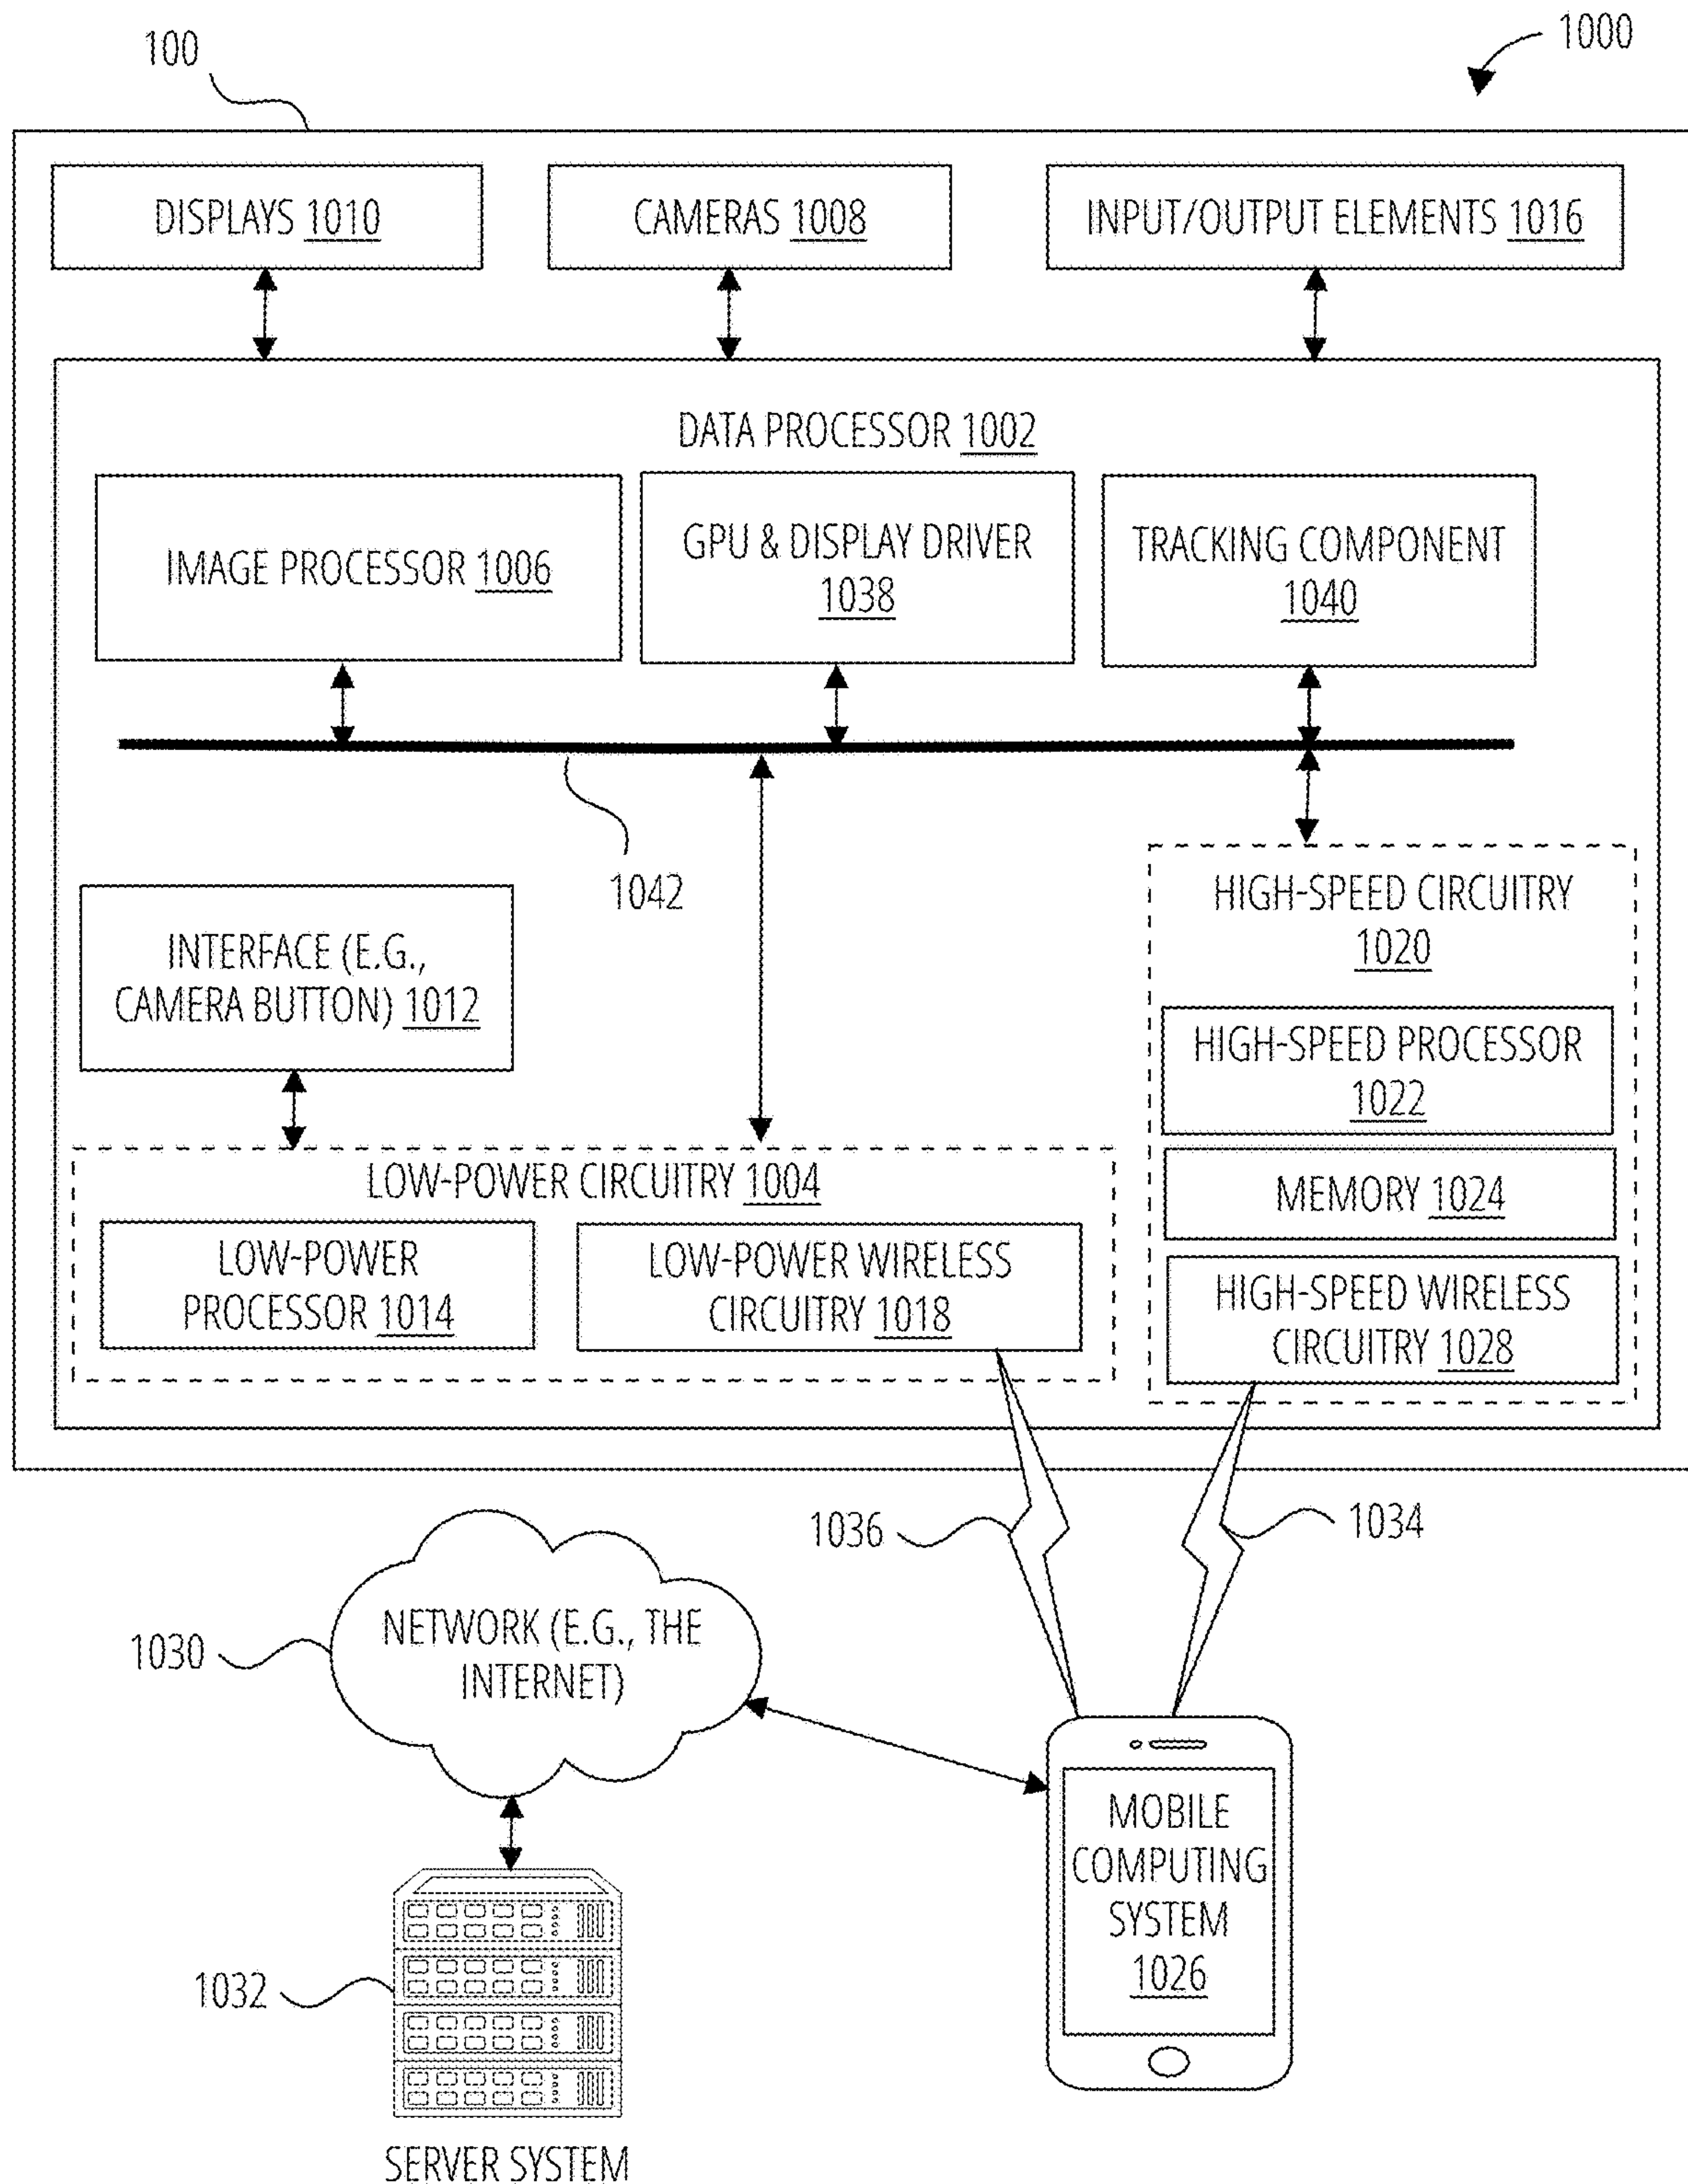 100
1000
DISPLAYS 1010
CAMERAS 1008
INPUT/OUTPUT ELEMENTS 1016
DATA PROCESSOR 1002
IMAGE PROCESSOR 1006
GPU & DISPLAY DRIVER
1038
TRACKING COMPONENT
1040
1042
INTERFACE (E.G.,
CAMERA BUTTON) 1012
HIGH-SPEED CIRCUITRY
1020
HIGH-SPEED PROCESSOR
1022
MEMORY 1024
HIGH-SPEED WIRELESS
CIRCUITRY 1028
LOW-POWER CIRCUITRY 1004
LOW-POWER
PROCESSOR 1014
LOW-POWER WIRELESS
CIRCUITRY 1018
1036
1034
1030
NETWORK (E.G., THE
INTERNET)
MOBILE
COMPUTING
SYSTEM
1026
1032
SERVER SYSTEM